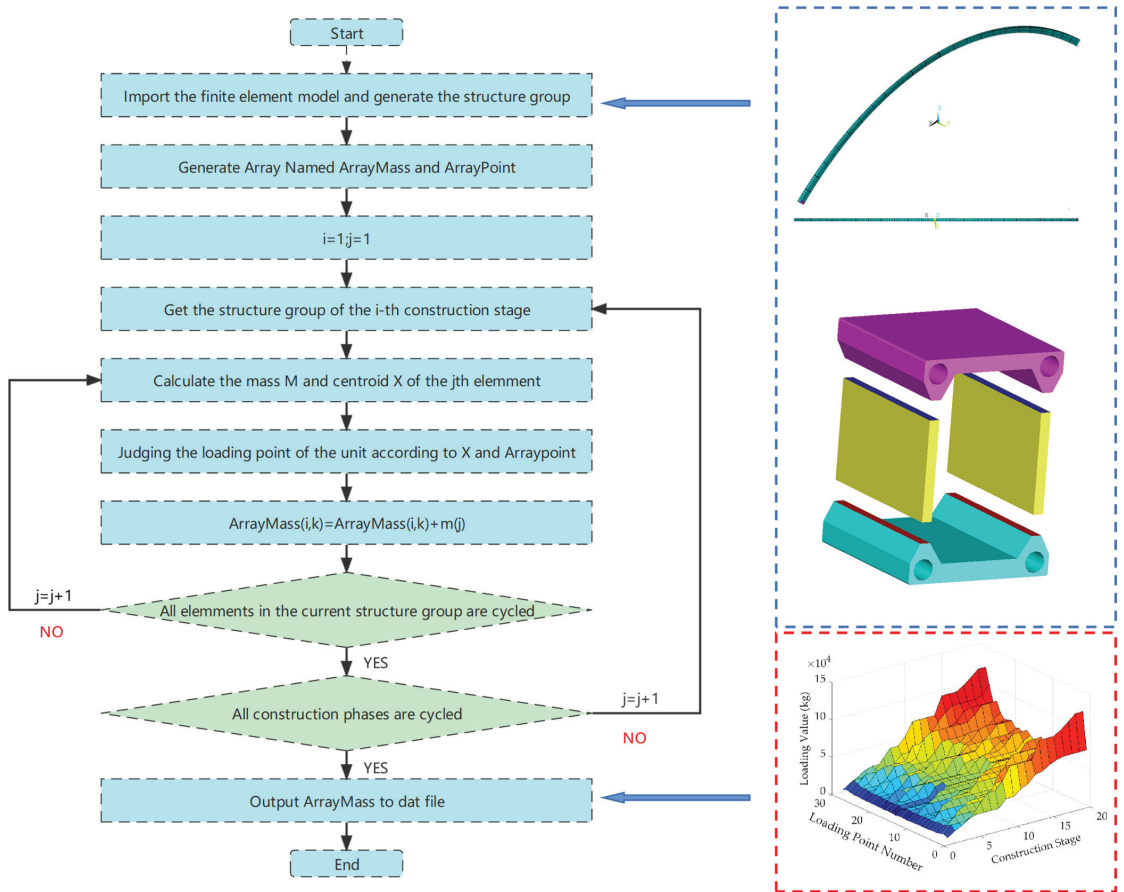 Start
Import the finite element model and generate the structure group
Generate Array Named ArrayMass and ArrayPoint
i=1;j=1
Get the structure group of the i-th construction stage
Calculate the mass M and centroid X of the jth elemment
Judging the loading point of the unit according to X and Arraypoint
ArrayMass(i,k)=ArrayMass(i,k)+m(j)
j=j+1
All elemments in the current structure group are cycled
NO
YES
All construction phases are cycled
j=j+1
NO
YES
Output ArrayMass to dat file
End
Z
X
Y
X
Z
×10⁴
15
10
5
0
Loading Value (kg)
30
20
10
0
Loading Point Number
0
5
10
15
20
Construction Stage